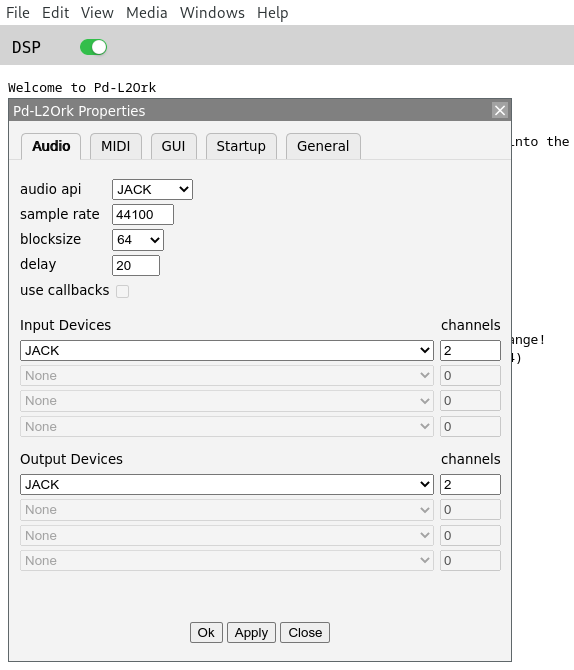 File Edit View Media Windows Help
DSP
Welcome to Pd-L2Ork
Pd-L2Ork Properties
into the
Audio MIDI GUI Startup General
audio api JACK
sample rate 44100
blocksize 64
delay 20
use callbacks
Input Devices channels
ange!
JACK 2
4)
None 0
None 0
None 0
Output Devices channels
JACK 2
None 0
None 0
None 0
Ok Apply Close